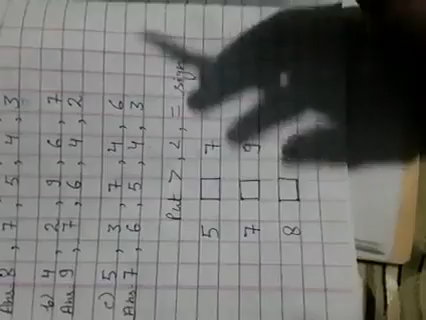 Ans 8, 7, 5, 4, 3
b) 4, 2, 9, 6, 7
Ans 9, 7, 6, 4, 2
c) 5, 3, 7, 4, 6
Ans 7, 6, 5, 4, 3
Put >, <, = sign
5 □ 7
7 □ 9
8 □